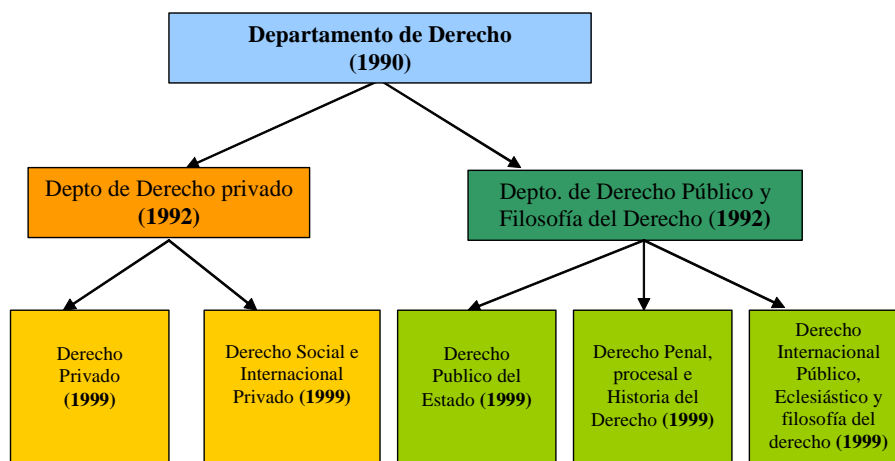 Departamento de Derecho
(1990)
Depto de Derecho privado
(1992)
Depto. de Derecho Público y
Filosofía del Derecho (1992)
Derecho
Privado
(1999)
Derecho Social e
Internacional
Privado (1999)
Derecho
Publico del
Estado (1999)
Derecho Penal,
procesal e
Historia del
Derecho (1999)
Derecho
Internacional
Público,
Eclesiástico y
filosofía del
derecho (1999)